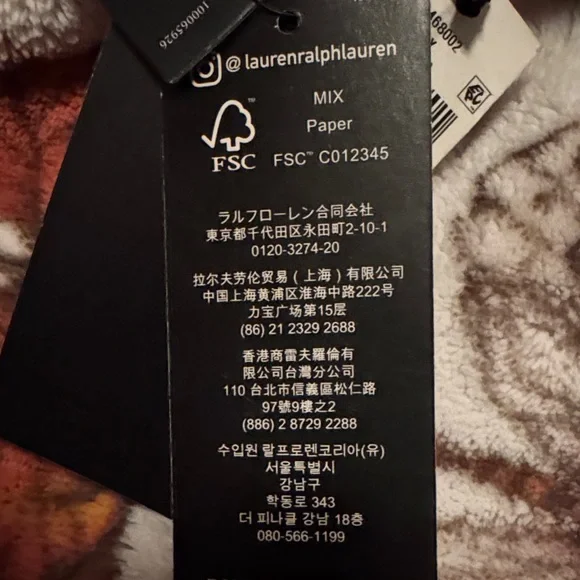 100065926
468002
@laurenralphlauren
MIX
Paper
FSC™ C012345
FSC
ラルフローレン合同会社
東京都千代田区永田町2-10-1
0120-3274-20
拉尔夫劳伦贸易（上海）有限公司
中国上海黄浦区淮海中路222号
力宝广场第15层
(86) 21 2329 2688
香港商雷夫羅倫有
限公司台灣分公司
110 台北市信義區松仁路
97號9樓之2
(886) 2 8729 2288
수입원 랄프로렌코리아(유)
서울특별시
강남구
학동로 343
더 피나클 강남 18층
080-566-1199